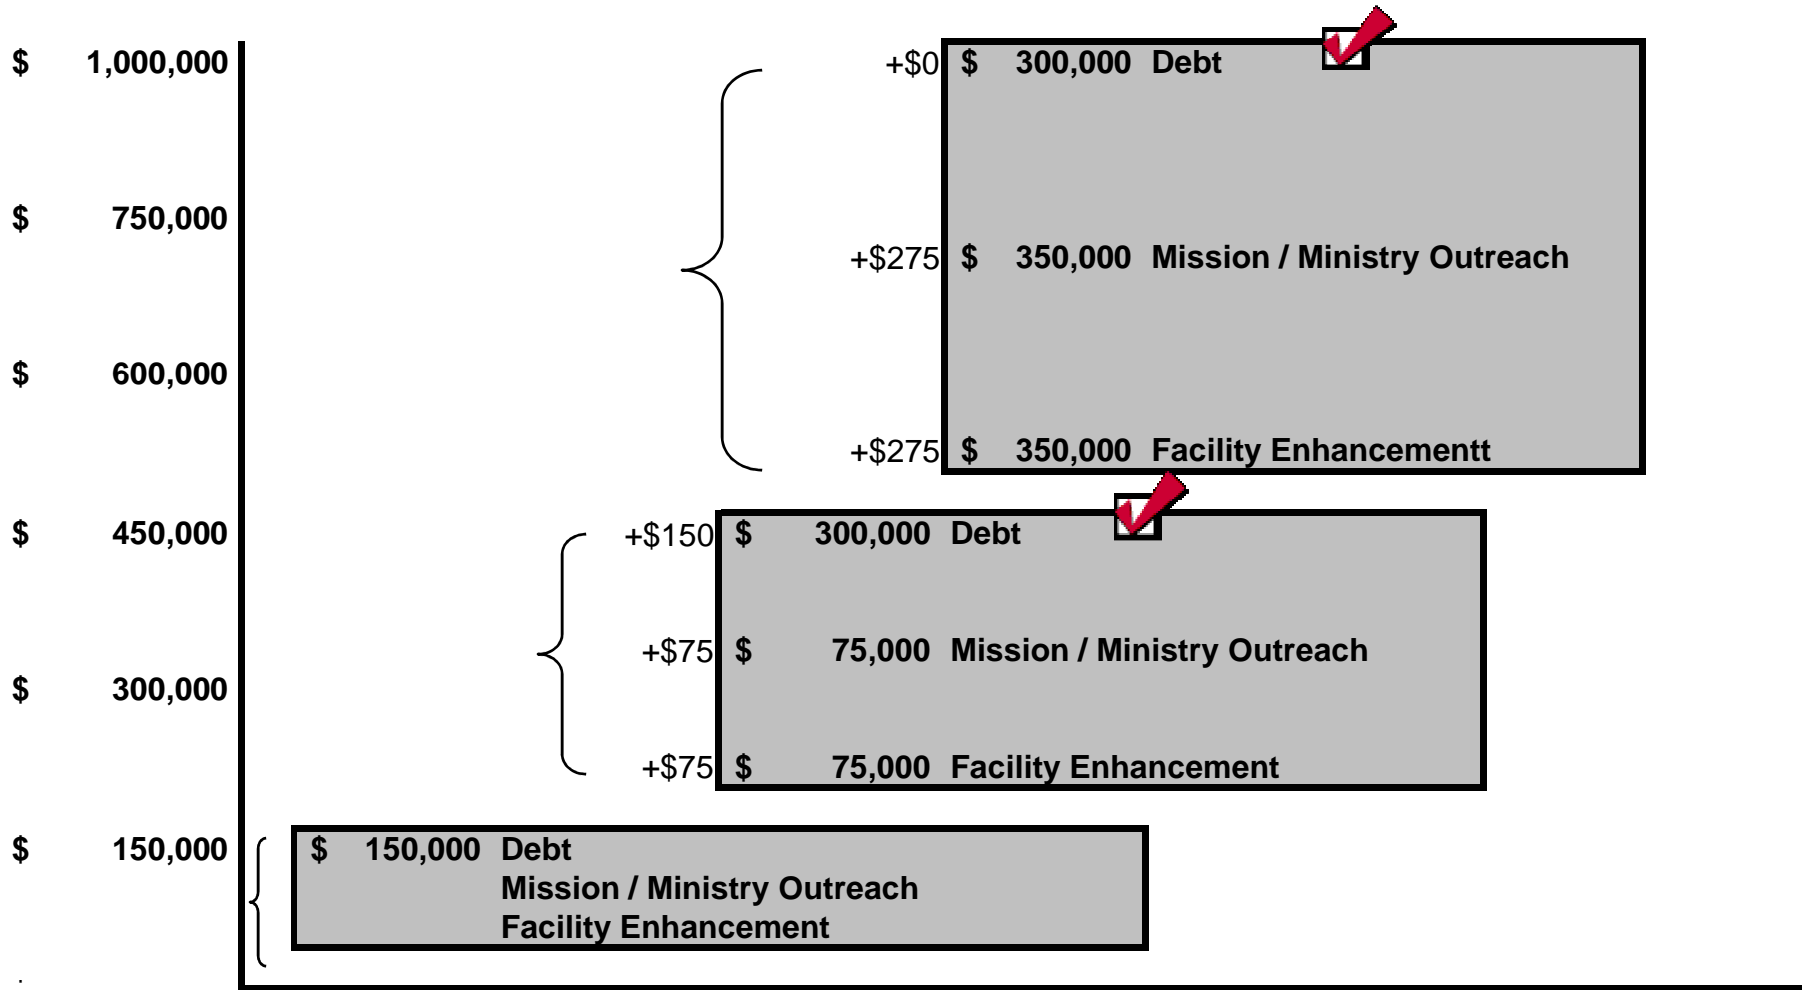 $ 1,000,000 +$0 $ 300,000 Debt
$ 750,000
+$275 $ 350,000 Mission / Ministry Outreach
$ 600,000
+$275 $ 350,000 Facility Enhancementt
$ 450,000 +$150 $ 300,000 Debt
+$75 $ 75,000 Mission / Ministry Outreach
$ 300,000
+$75 $ 75,000 Facility Enhancement
$ 150,000 $ 150,000 Debt
Mission / Ministry Outreach
Facility Enhancement
.